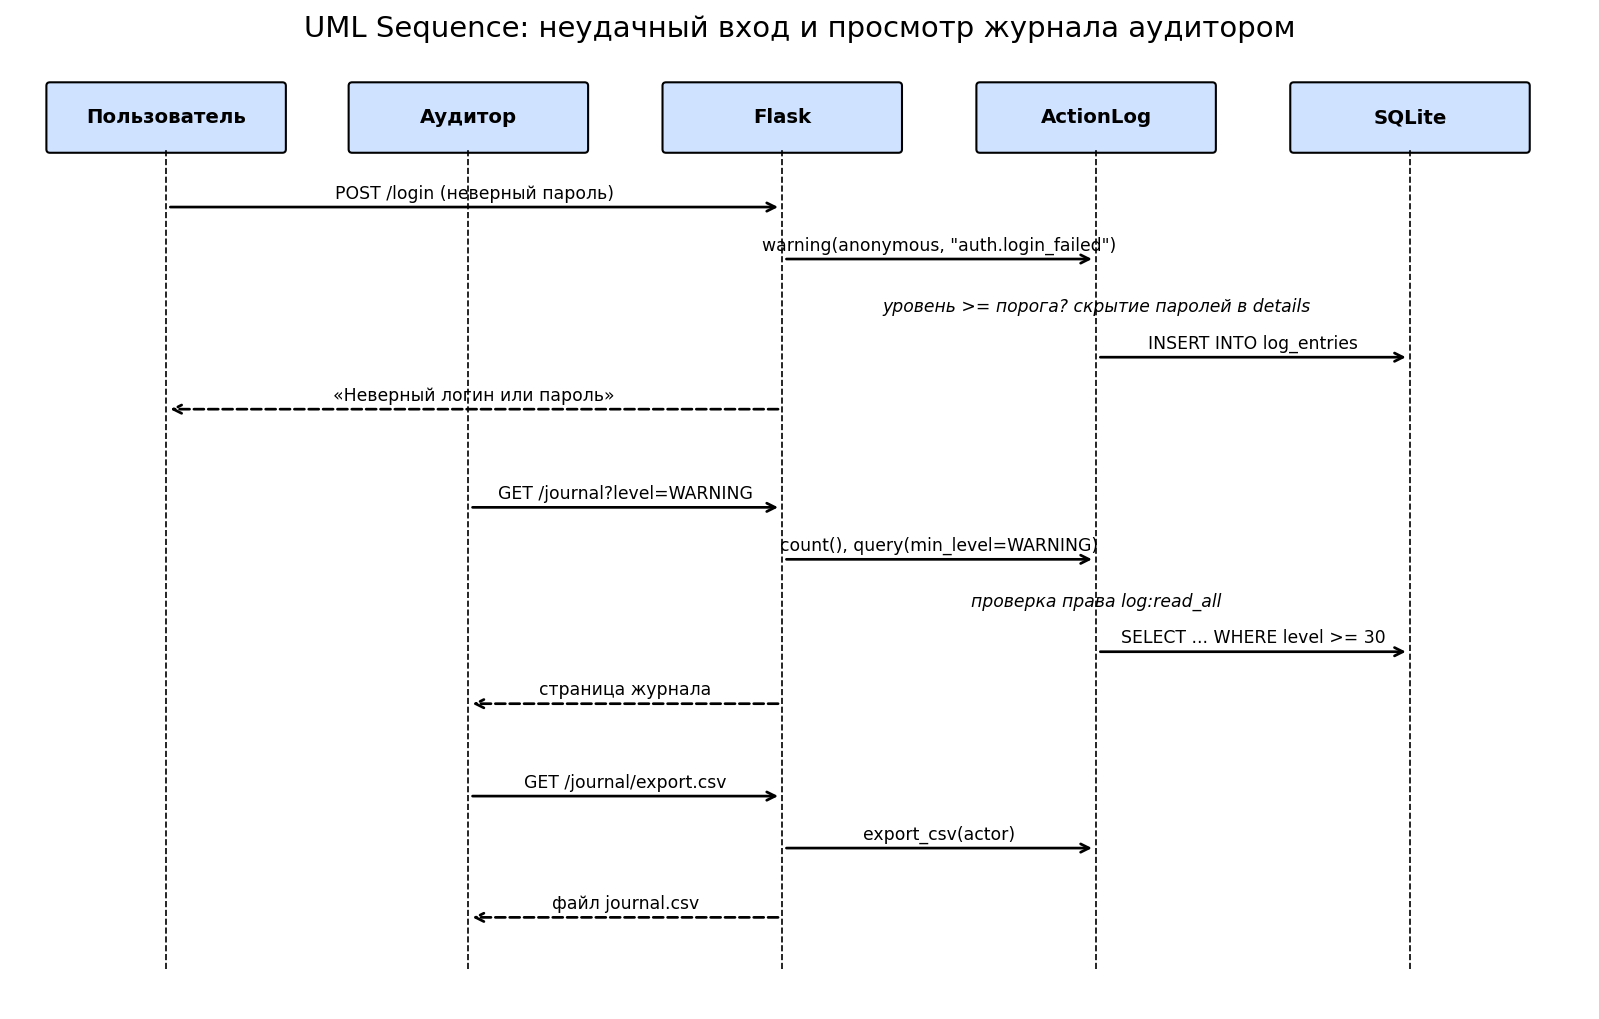 UML Sequence: неудачный вход и просмотр журнала аудитором
Пользователь
Аудитор
Flask
ActionLog
SQLite
POST /login (неверный пароль)
warning(anonymous, "auth.login_failed")
уровень >= порога? скрытие паролей в details
INSERT INTO log_entries
«Неверный логин или пароль»
GET /journal?level=WARNING
count(), query(min_level=WARNING)
проверка права log:read_all
SELECT ... WHERE level >= 30
страница журнала
GET /journal/export.csv
export_csv(actor)
файл journal.csv